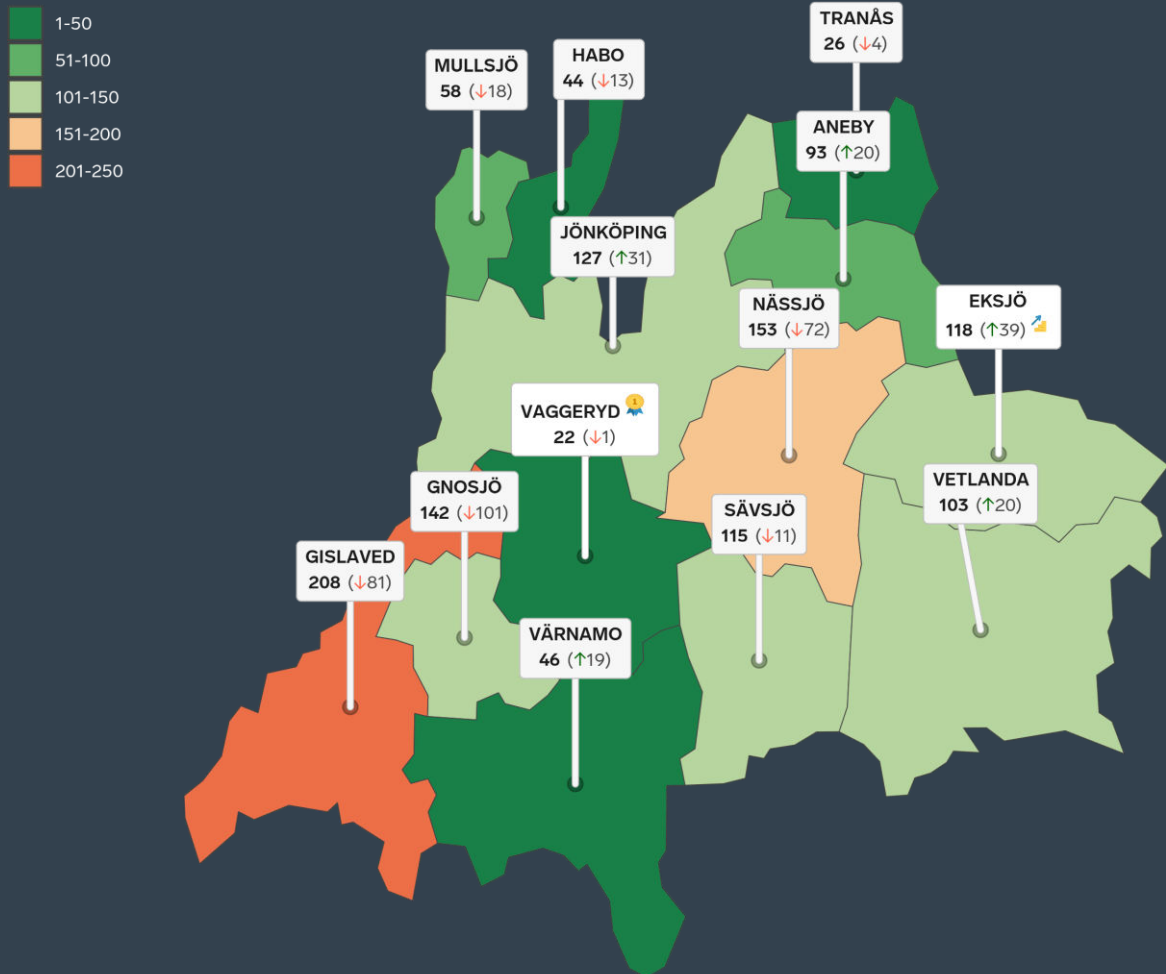 1-50
51-100
101-150
151-200
201-250
TRANÅS
26 (↓4)
HABO
44 (↓13)
MULLSJÖ
58 (↓18)
ANEBY
93 (↑20)
JÖNKÖPING
127 (↑31)
NÄSSJÖ
153 (↓72)
EKSJÖ
118 (↑39)
VAGGERYD 1
22 (↓1)
GNOSJÖ
142 (↓101)
VETLANDA
103 (↑20)
SÄVSJÖ
115 (↓11)
GISLAVED
208 (↓81)
VÄRNAMO
46 (↑19)